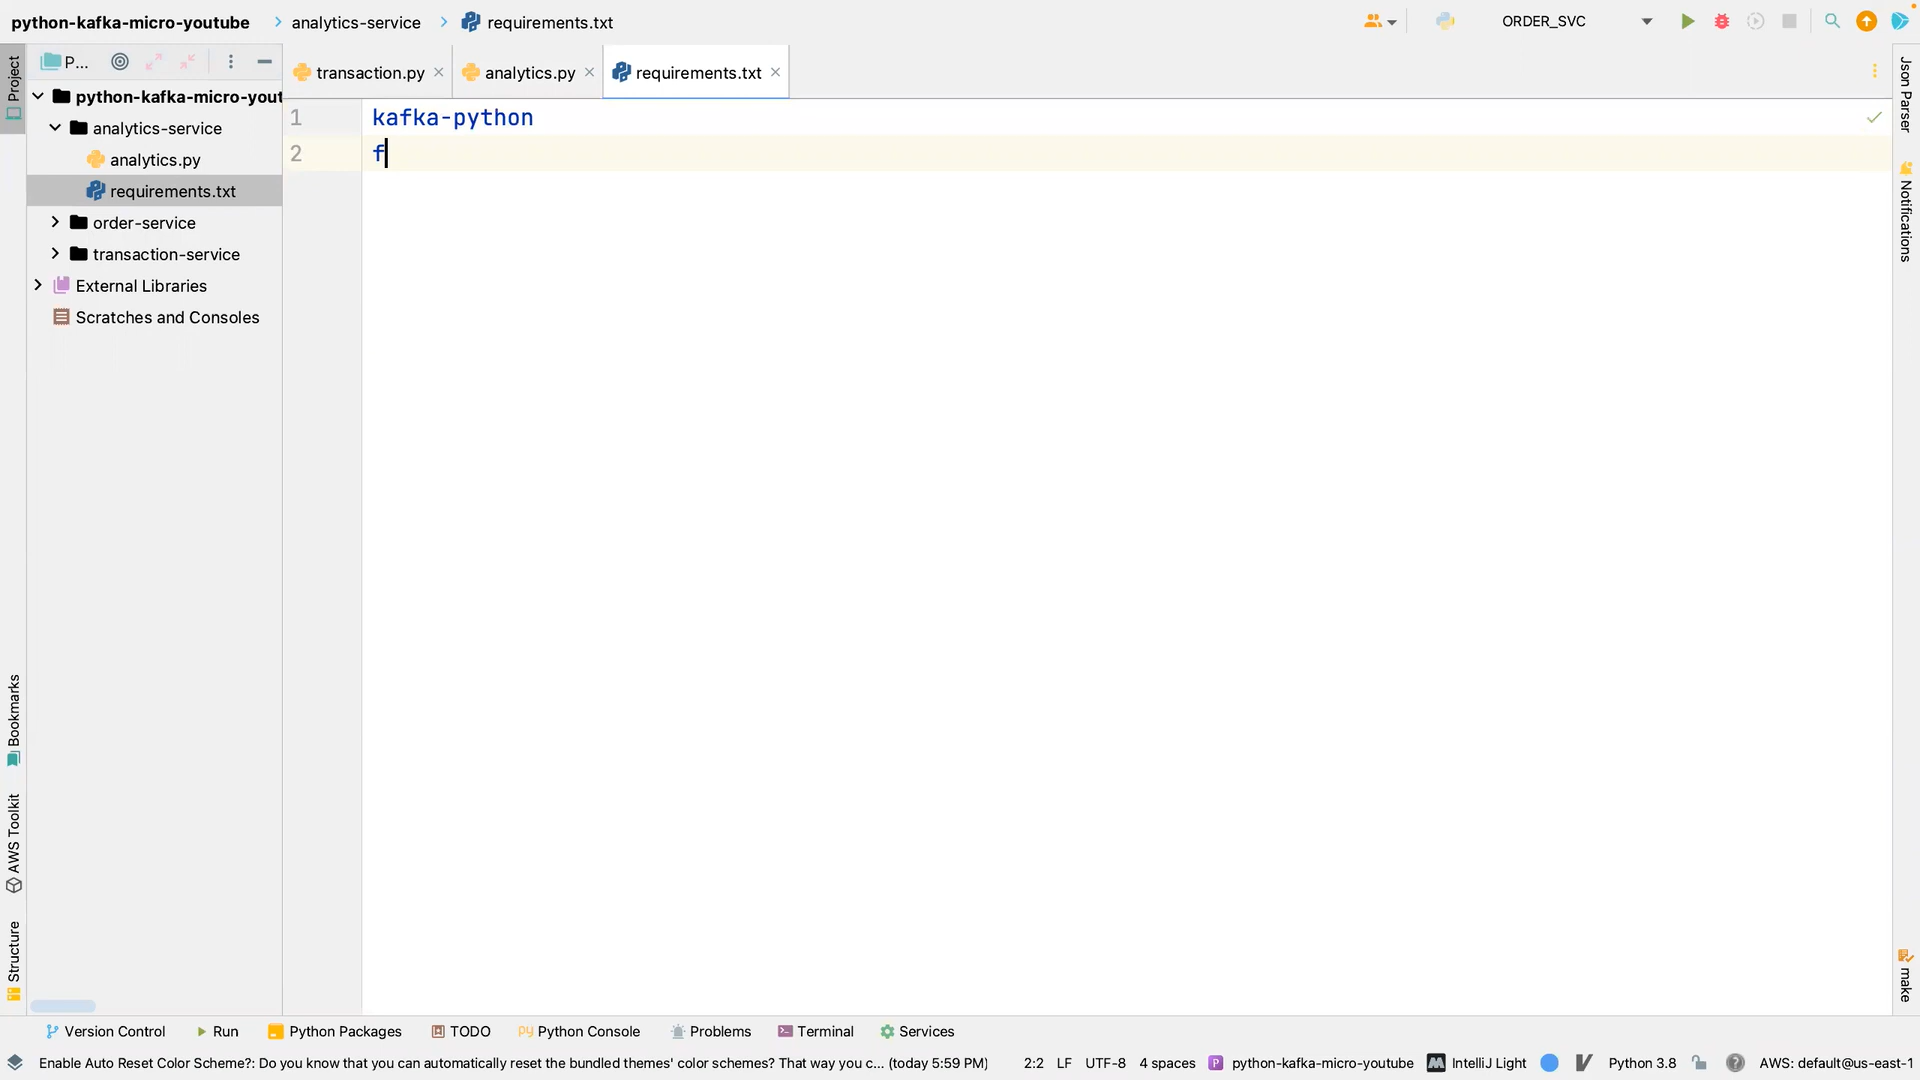 python-kafka-micro-youtube analytics-service requirements.txt ORDER_SVC
P...
transaction.py analytics.py requirements.txt
Project
python-kafka-micro-yout
analytics-service
analytics.py
requirements.txt
order-service
transaction-service
External Libraries
Scratches and Consoles
1 kafka-python
2 f
Json Parser
Notifications
make
Bookmarks
AWS Toolkit
Structure
Version Control Run Python Packages TODO Python Console Problems Terminal Services
Enable Auto Reset Color Scheme?: Do you know that you can automatically reset the bundled themes' color schemes? That way you c... (today 5:59 PM) 2:2 LF UTF-8 4 spaces python-kafka-micro-youtube IntelliJ Light Python 3.8 AWS: default@us-east-1